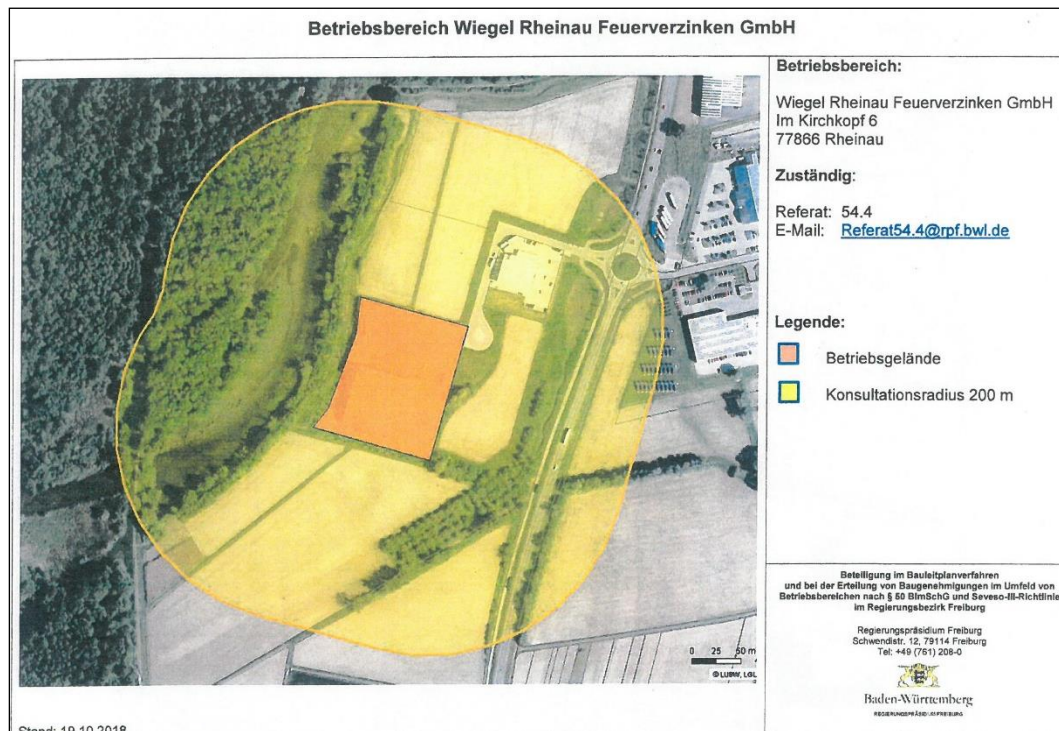 Betriebsbereich Wiegel Rheinau Feuerverzinken GmbH
Betriebsbereich:
Wiegel Rheinau Feuerverzinken GmbH
Im Kirchkopf 6
77866 Rheinau
Zuständig:
Referat: 54.4
E-Mail: Referat54.4@rpf.bwl.de
Legende:
Betriebsgelände
Konsultationsradius 200 m
0 25 50 m
© LUBW, LGL
Beteiligung im Bauleitplanverfahren
und bei der Erteilung von Baugenehmigungen im Umfeld von
Betriebsbereichen nach § 50 BImSchG und Seveso-III-Richtlinie
im Regierungsbezirk Freiburg
Regierungspräsidium Freiburg
Schwendistr. 12, 79114 Freiburg
Tel: +49 (761) 208-0
Baden-Württemberg
REGIERUNGSPRÄSIDIUM FREIBURG
Stand: 19.10.2018